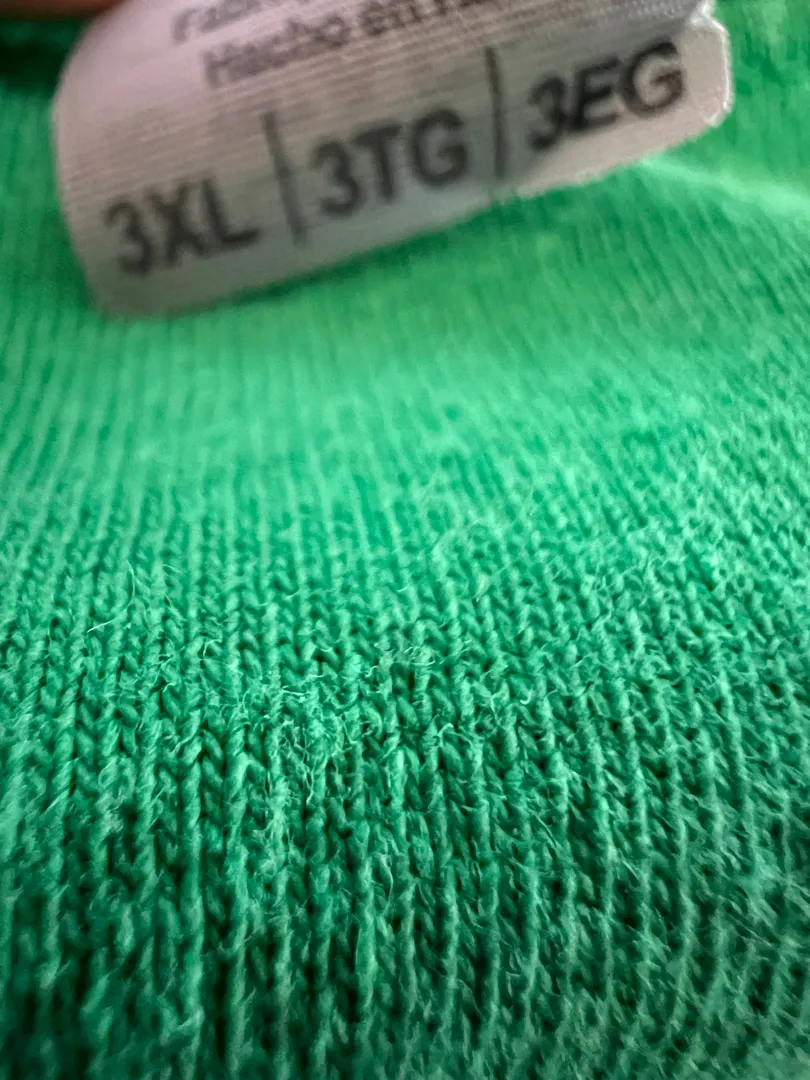 Hecho en
3XL | 3TG | 3EG